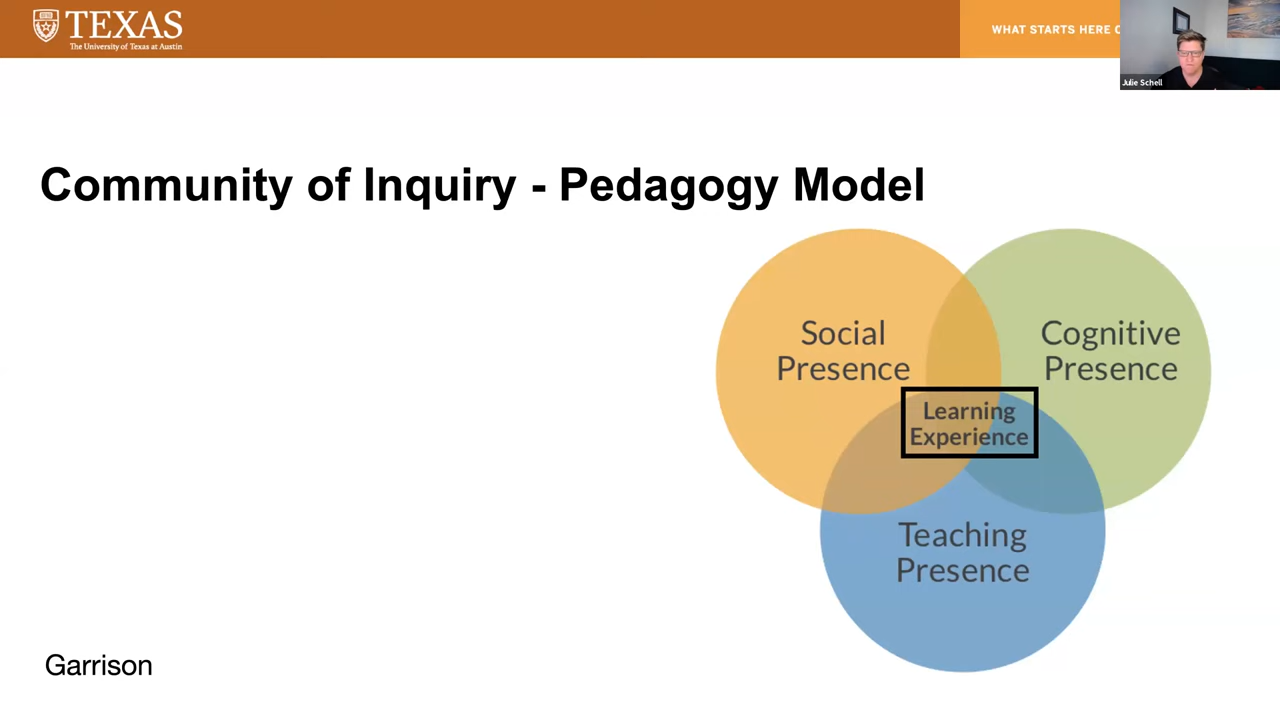 TEXAS
The University of Texas at Austin
WHAT STARTS HERE
Julie Schell
Community of Inquiry - Pedagogy Model
Social
Presence
Cognitive
Presence
Learning
Experience
Teaching
Presence
Garrison